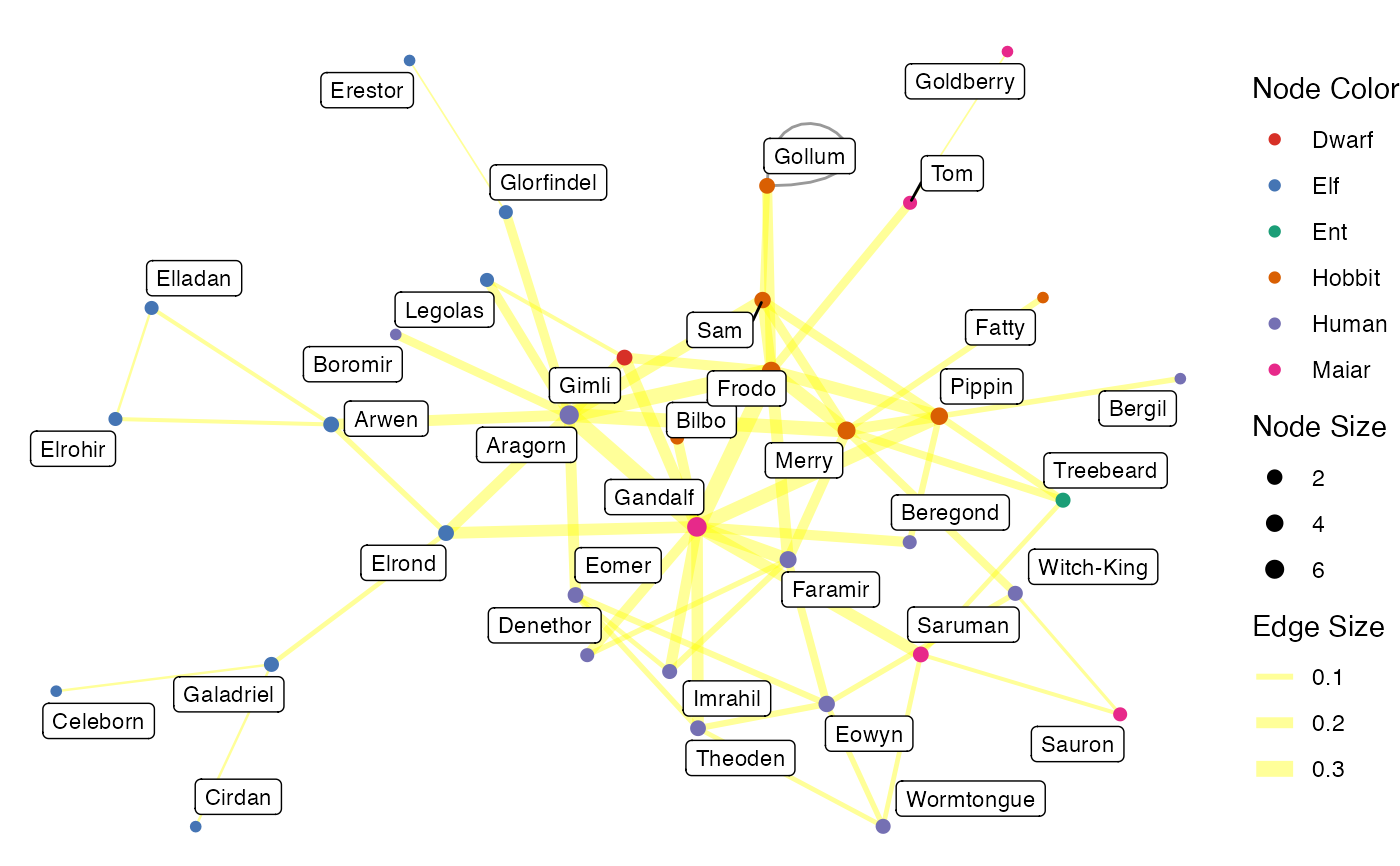 Erestor
Goldberry
Gollum
Tom
Glorfindel
Elladan
Legolas
Sam
Fatty
Boromir
Gimli
Frodo
Pippin
Bergil
Elrohir
Arwen
Aragorn
Bilbo
Merry
Treebeard
Gandalf
Beregond
Elrond
Eomer
Faramir
Witch-King
Denethor
Saruman
Galadriel
Celeborn
Imrahil
Theoden
Eowyn
Sauron
Cirdan
Wormtongue
Node Color
Dwarf
Elf
Ent
Hobbit
Human
Maiar
Node Size
2
4
6
Edge Size
0.1
0.2
0.3